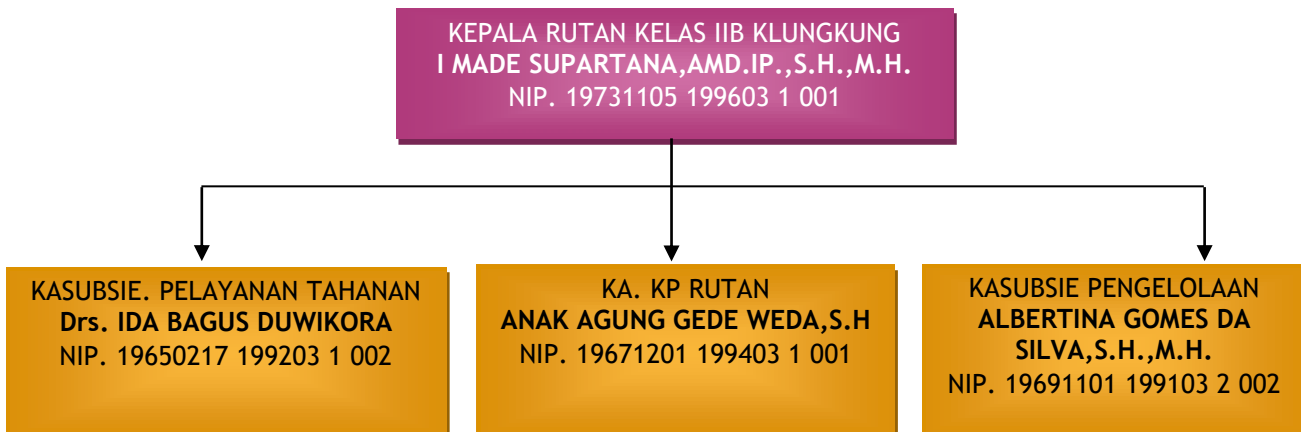 KEPALA RUTAN KELAS IIB KLUNGKUNG
I MADE SUPARTANA,AMD.IP.,S.H.,M.H.
NIP. 19731105 199603 1 001
KASUBSIE. PELAYANAN TAHANAN
Drs. IDA BAGUS DUWIKORA
NIP. 19650217 199203 1 002
KA. KP RUTAN
ANAK AGUNG GEDE WEDA,S.H
NIP. 19671201 199403 1 001
KASUBSIE PENGELOLAAN
ALBERTINA GOMES DA
SILVA,S.H.,M.H.
NIP. 19691101 199103 2 002